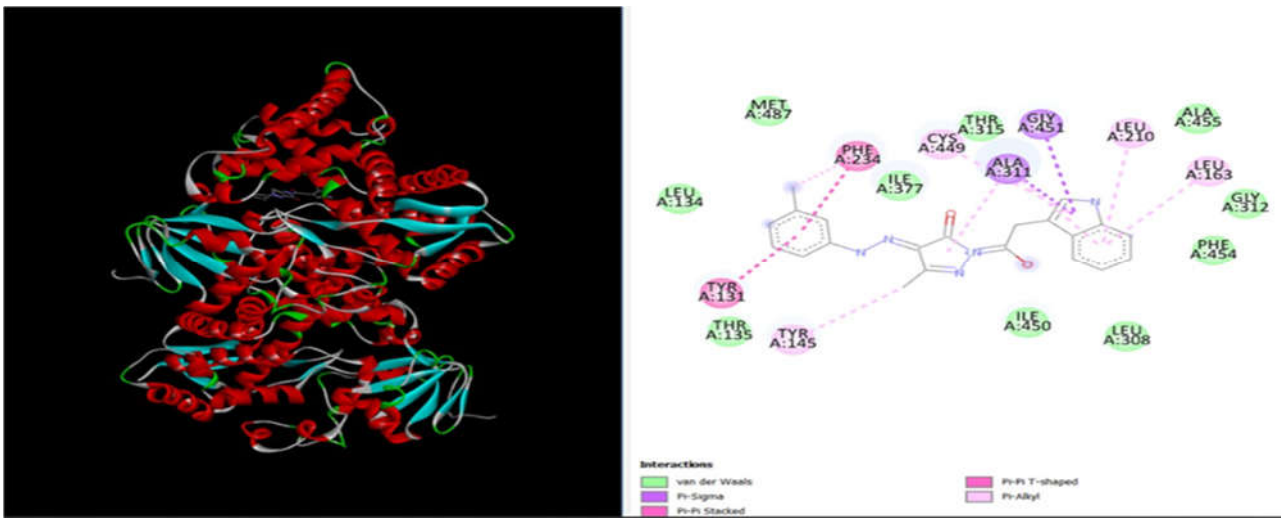 MET
A:487
THR
A:315
GLY
A:451
ALA
A:455
CYS
A:449
LEU
A:210
PHE
A:234
ALA
A:311
LEU
A:163
ILE
A:377
LEU
A:134
GLY
A:312
O
N
N
N
N
N
O
PHE
A:454
TYR
A:131
THR
A:135
TYR
A:145
ILE
A:450
LEU
A:308
Interactions
van der Waals
Pi-Sigma
Pi-Pi Stacked
Pi-Pi T-shaped
Pi-Alkyl